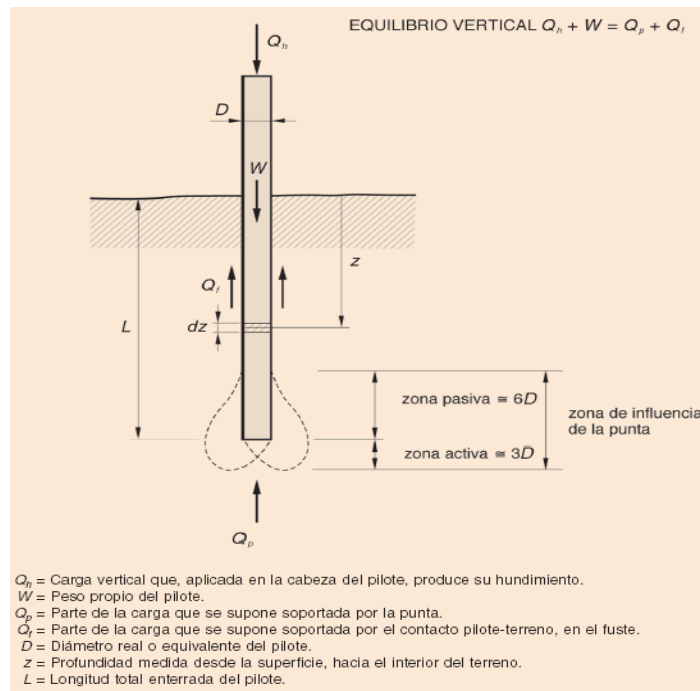 EQUILIBRIO VERTICAL Qh + W = Qp + Qf
Qh
D
W
z
Qf
L
dz
zona pasiva ≅ 6D
zona de influencia
de la punta
zona activa ≅ 3D
Qp
Qh = Carga vertical que, aplicada en la cabeza del pilote, produce su hundimiento.
W = Peso propio del pilote.
Qp = Parte de la carga que se supone soportada por la punta.
Qf = Parte de la carga que se supone soportada por el contacto pilote-terreno, en el fuste.
D = Diámetro real o equivalente del pilote.
z = Profundidad medida desde la superficie, hacia el interior del terreno.
L = Longitud total enterrada del pilote.